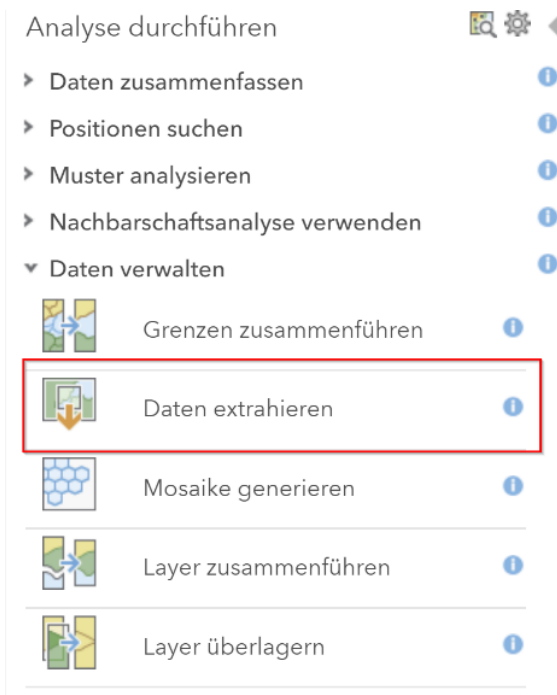 Analyse durchführen
Daten zusammenfassen
Positionen suchen
Muster analysieren
Nachbarschaftsanalyse verwenden
Daten verwalten
Grenzen zusammenführen
Daten extrahieren
Mosaike generieren
Layer zusammenführen
Layer überlagern